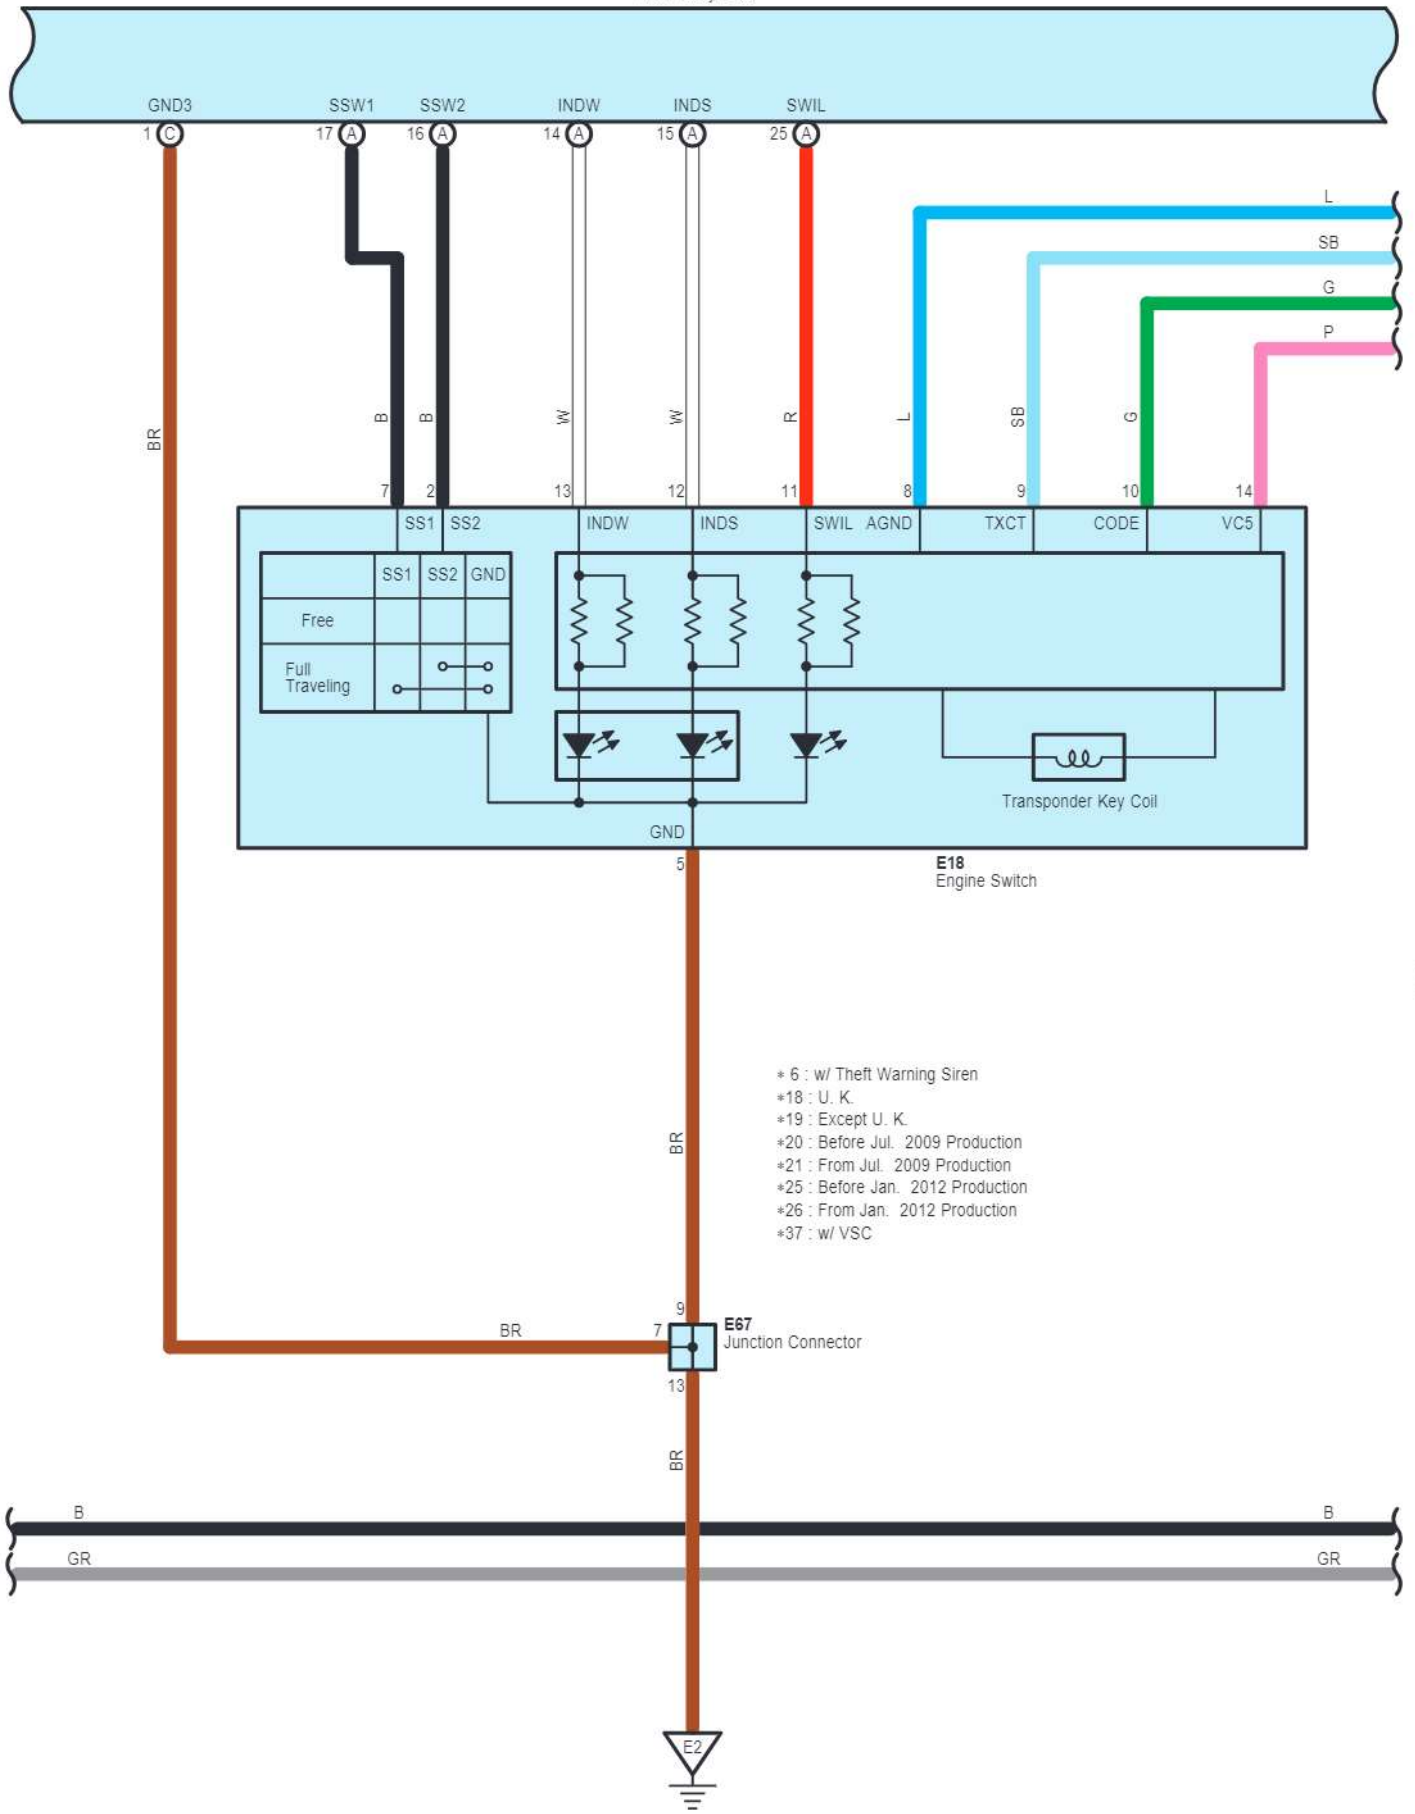 GND3 SSW1 SSW2 INDW INDS SWIL
1 C 17 A 16 A 14 A 15 A 25 A
L
SB
G
P
BR B B W W R L SB G
7 2 13 12 11 8 9 10 14
SS1 SS2 INDW INDS SWIL AGND TXCT CODE VC5
SS1 SS2 GND
Free
Full
Traveling
Transponder Key Coil
GND
5
E18
Engine Switch
* 6 : w/ Theft Warning Siren
*18 : U. K.
*19 : Except U. K.
*20 : Before Jul. 2009 Production
*21 : From Jul. 2009 Production
*25 : Before Jan. 2012 Production
*26 : From Jan. 2012 Production
*37 : w/ VSC
BR
9
BR 7
E67
Junction Connector
13
BR
B B
GR GR
E2